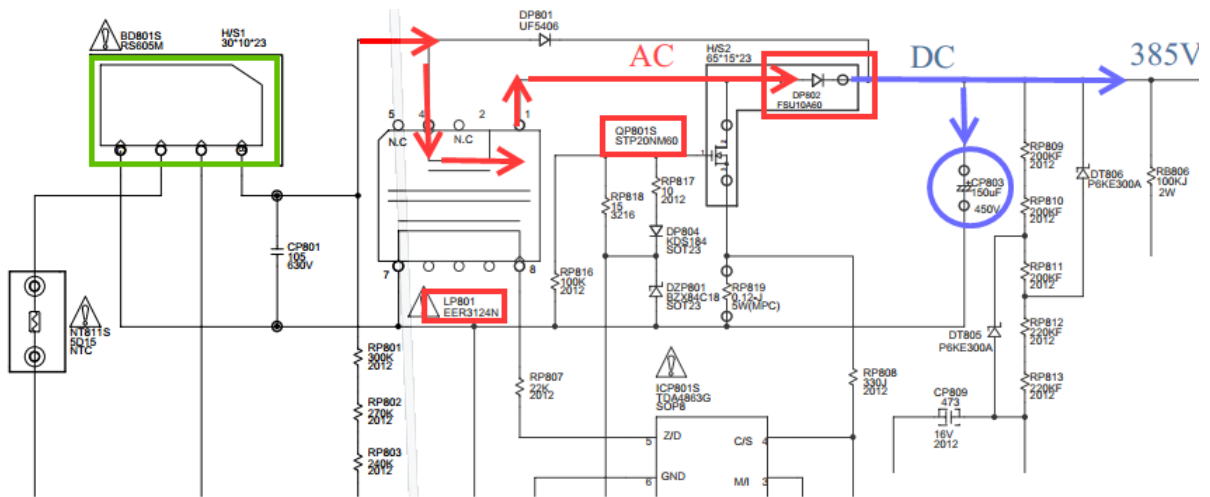 DP801
UF5406
BD801S
RS605M
H/S1
30*10*23
AC
H/S2
65*15*23
DC
385V
DP802
FSU10A60
5
N.C
4
2
N.C
1
QP801S
STP20NM60
1
RP817
10
2012
RP818
15
3216
DP804
KDS184
SOT23
DZP801
BZX84C18
SOT23
RP816
100K
2012
RP819
0.12-J
5W(MPC)
CP803
150uF
450V
RP809
200KF
2012
RP810
200KF
2012
RP811
200KF
2012
RP812
220KF
2012
RP813
220KF
2012
DT806
P6KE300A
RB806
100KJ
2W
DT805
P6KE300A
CP801
105
630V
7
8
LP801
EER3124N
NT811S
5D15
NTC
RP801
300K
2012
RP802
270K
2012
RP803
240K
2012
RP807
22K
2012
ICP801S
TDA4863G
SOP8
RP808
330J
2012
CP809
473
16V
2012
5
Z/D
C/S
4
6
GND
M/I
3